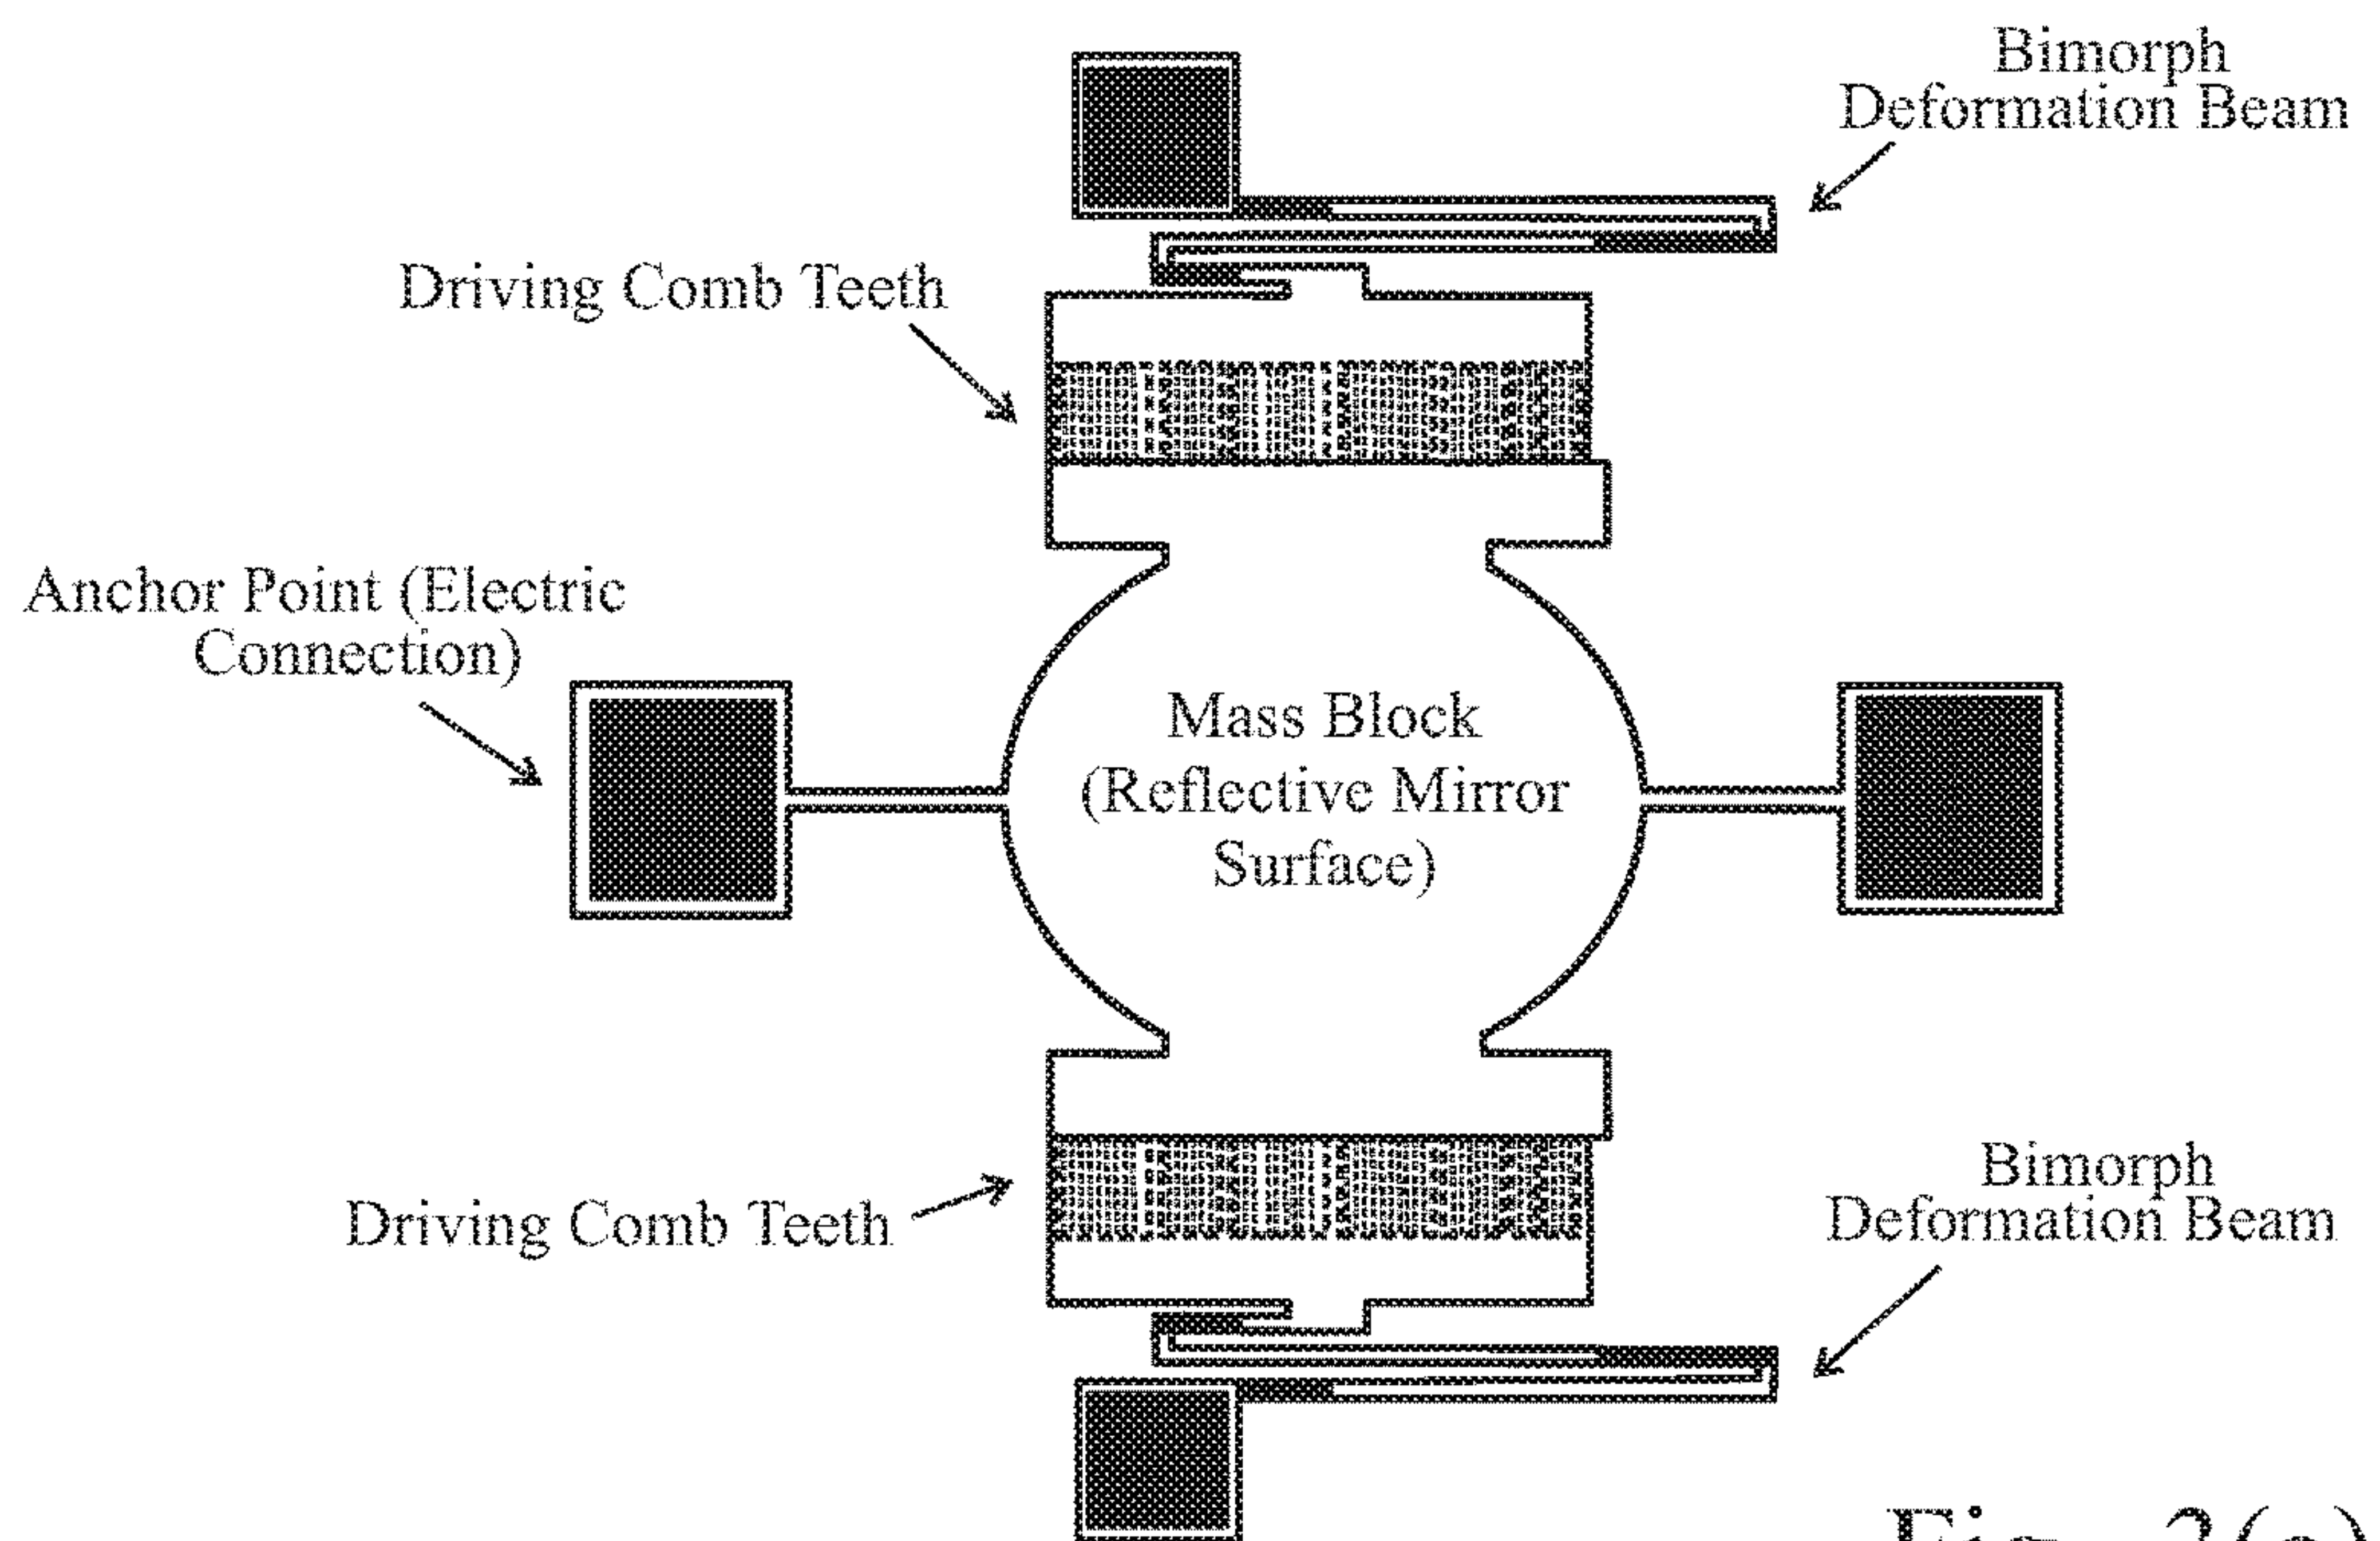 Bimorph
Deformation Beam
Driving Comb Teeth
Anchor Point (Electric
Connection)
Mass Block
(Reflective Mirror
Surface)
Driving Comb Teeth
Bimorph
Deformation Beam